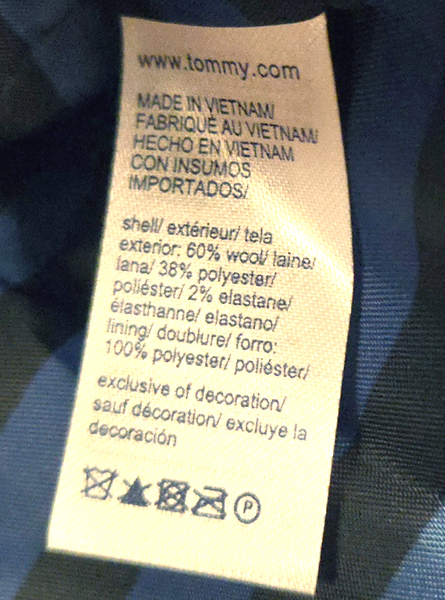 www.tommy.com
MADE IN VIETNAM/
FABRIQUÉ AU VIETNAM/
HECHO EN VIETNAM
CON INSUMOS
IMPORTADOS/
shell/ extérieur/ tela
exterior: 60% wool/ laine/
lana/ 38% polyester/
poliéster/ 2% elastane/
élasthanne/ elastano/
lining/ doublure/ forro:
100% polyester/ poliéster/
exclusive of decoration/
sauf décoration/ excluye la
decoración
P